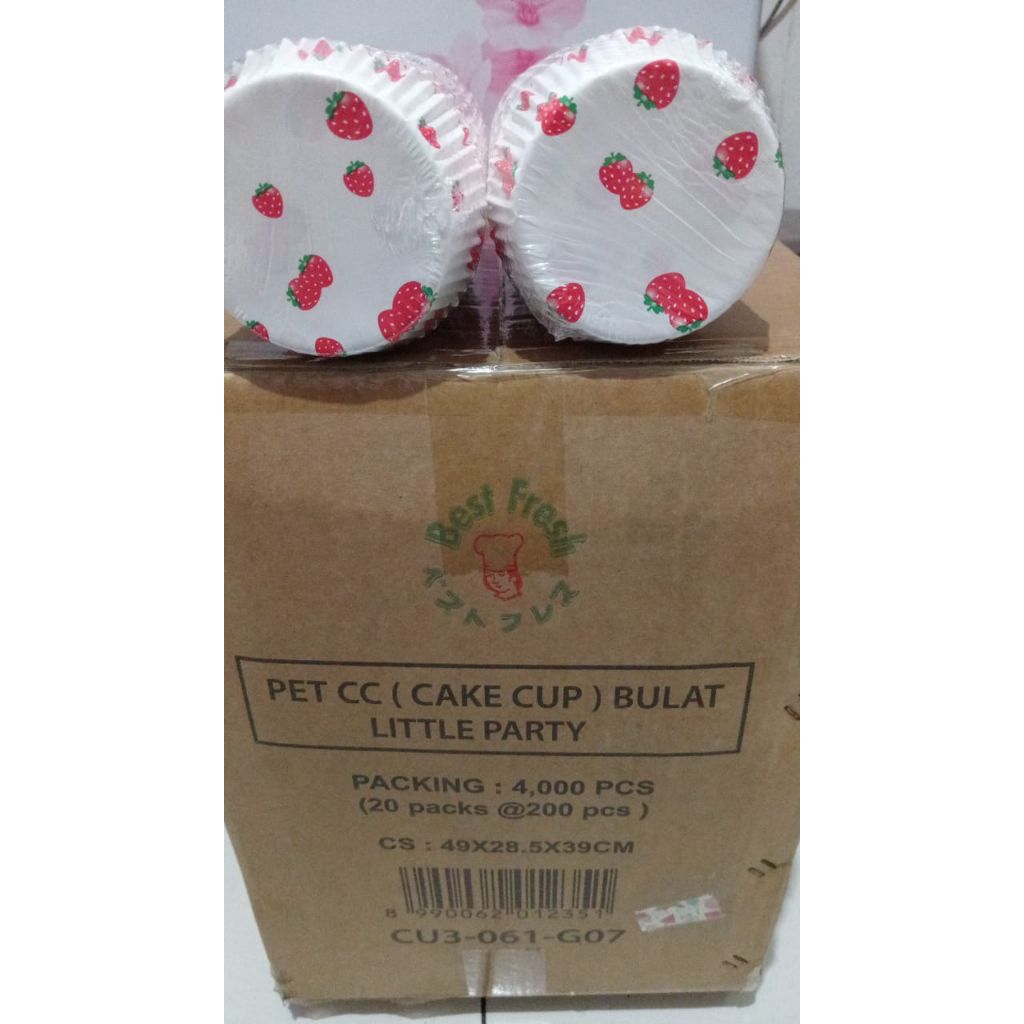 Best Fresh
ベストフレス
PET CC ( CAKE CUP ) BULAT
LITTLE PARTY
PACKING : 4,000 PCS
(20 packs @200 pcs )
CS : 49X28.5X39CM
8 990062 012351
CU3-061-G07